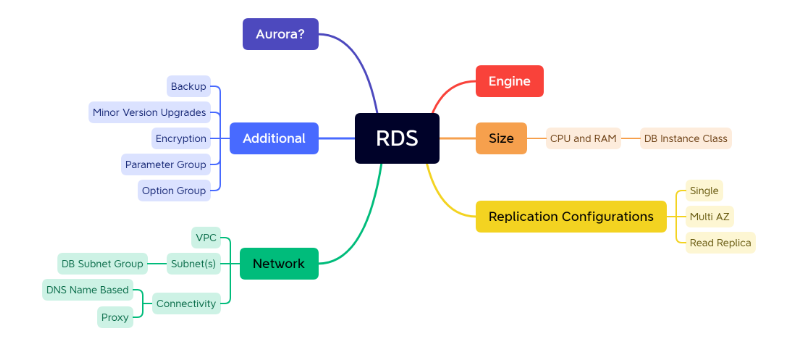 Aurora?
Engine
Backup
Minor Version Upgrades
Encryption
Parameter Group
Option Group
Additional
RDS
Size
CPU and RAM
DB Instance Class
Replication Configurations
Single
Multi AZ
Read Replica
VPC
DB Subnet Group
Subnet(s)
Network
DNS Name Based
Proxy
Connectivity